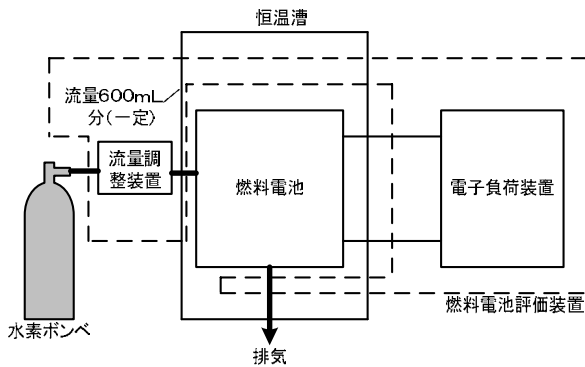 恒温槽
流量600mL
分(一定)
流量調
整装置
燃料電池
電子負荷装置
燃料電池評価装置
水素ボンベ
排気